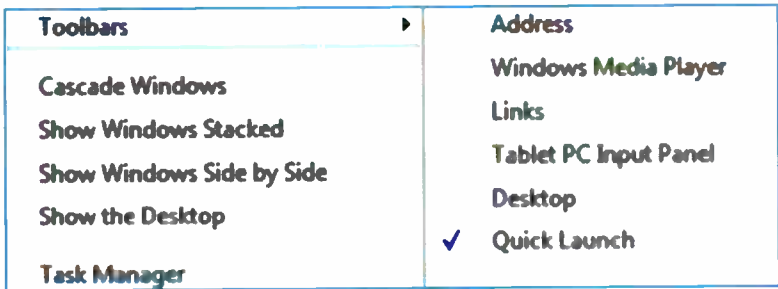 Toolbars
Cascade Windows
Show Windows Stacked
Show Windows Side by Side
Show the Desktop
Task Manager
Address
Windows Media Player
Links
Tablet PC Input Panel
Desktop
Quick Launch